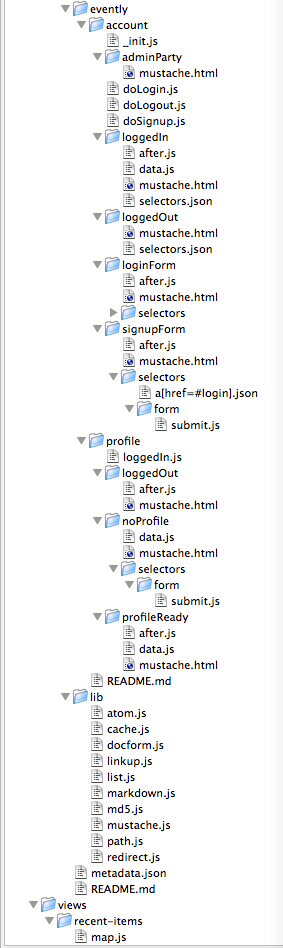 evently
account
_init.js
adminParty
mustache.html
doLogin.js
doLogout.js
doSignup.js
loggedIn
after.js
data.js
mustache.html
selectors.json
loggedOut
mustache.html
selectors.json
loginForm
after.js
mustache.html
selectors
signupForm
after.js
mustache.html
selectors
a[href=#login].json
form
submit.js
profile
loggedIn.js
loggedOut
after.js
mustache.html
noProfile
data.js
mustache.html
selectors
form
submit.js
profileReady
after.js
data.js
mustache.html
README.md
lib
atom.js
cache.js
docform.js
linkup.js
list.js
markdown.js
md5.js
mustache.js
path.js
redirect.js
metadata.json
README.md
views
recent-items
map.js